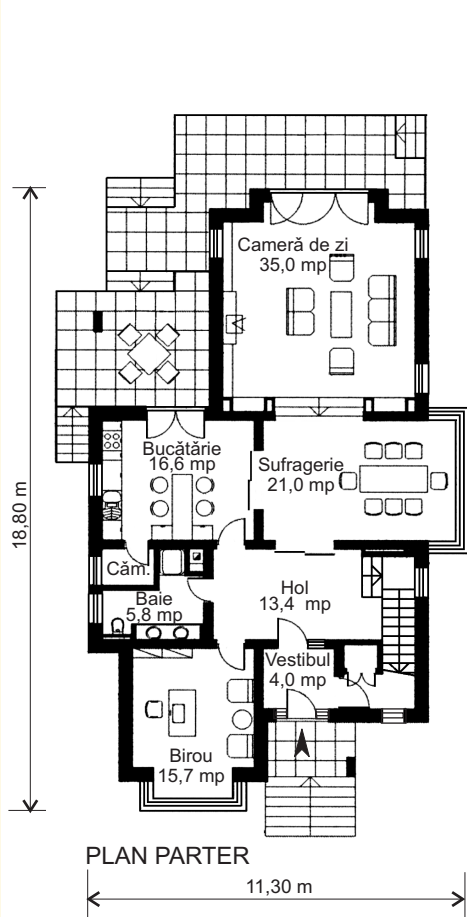 Cameră de zi
35,0 mp
Bucătărie
16,6 mp
Sufragerie
21,0 mp
18,80 m
Căm.
Baie
5,8 mp
Hol
13,4 mp
Vestibul
4,0 mp
Birou
15,7 mp
PLAN PARTER
11,30 m